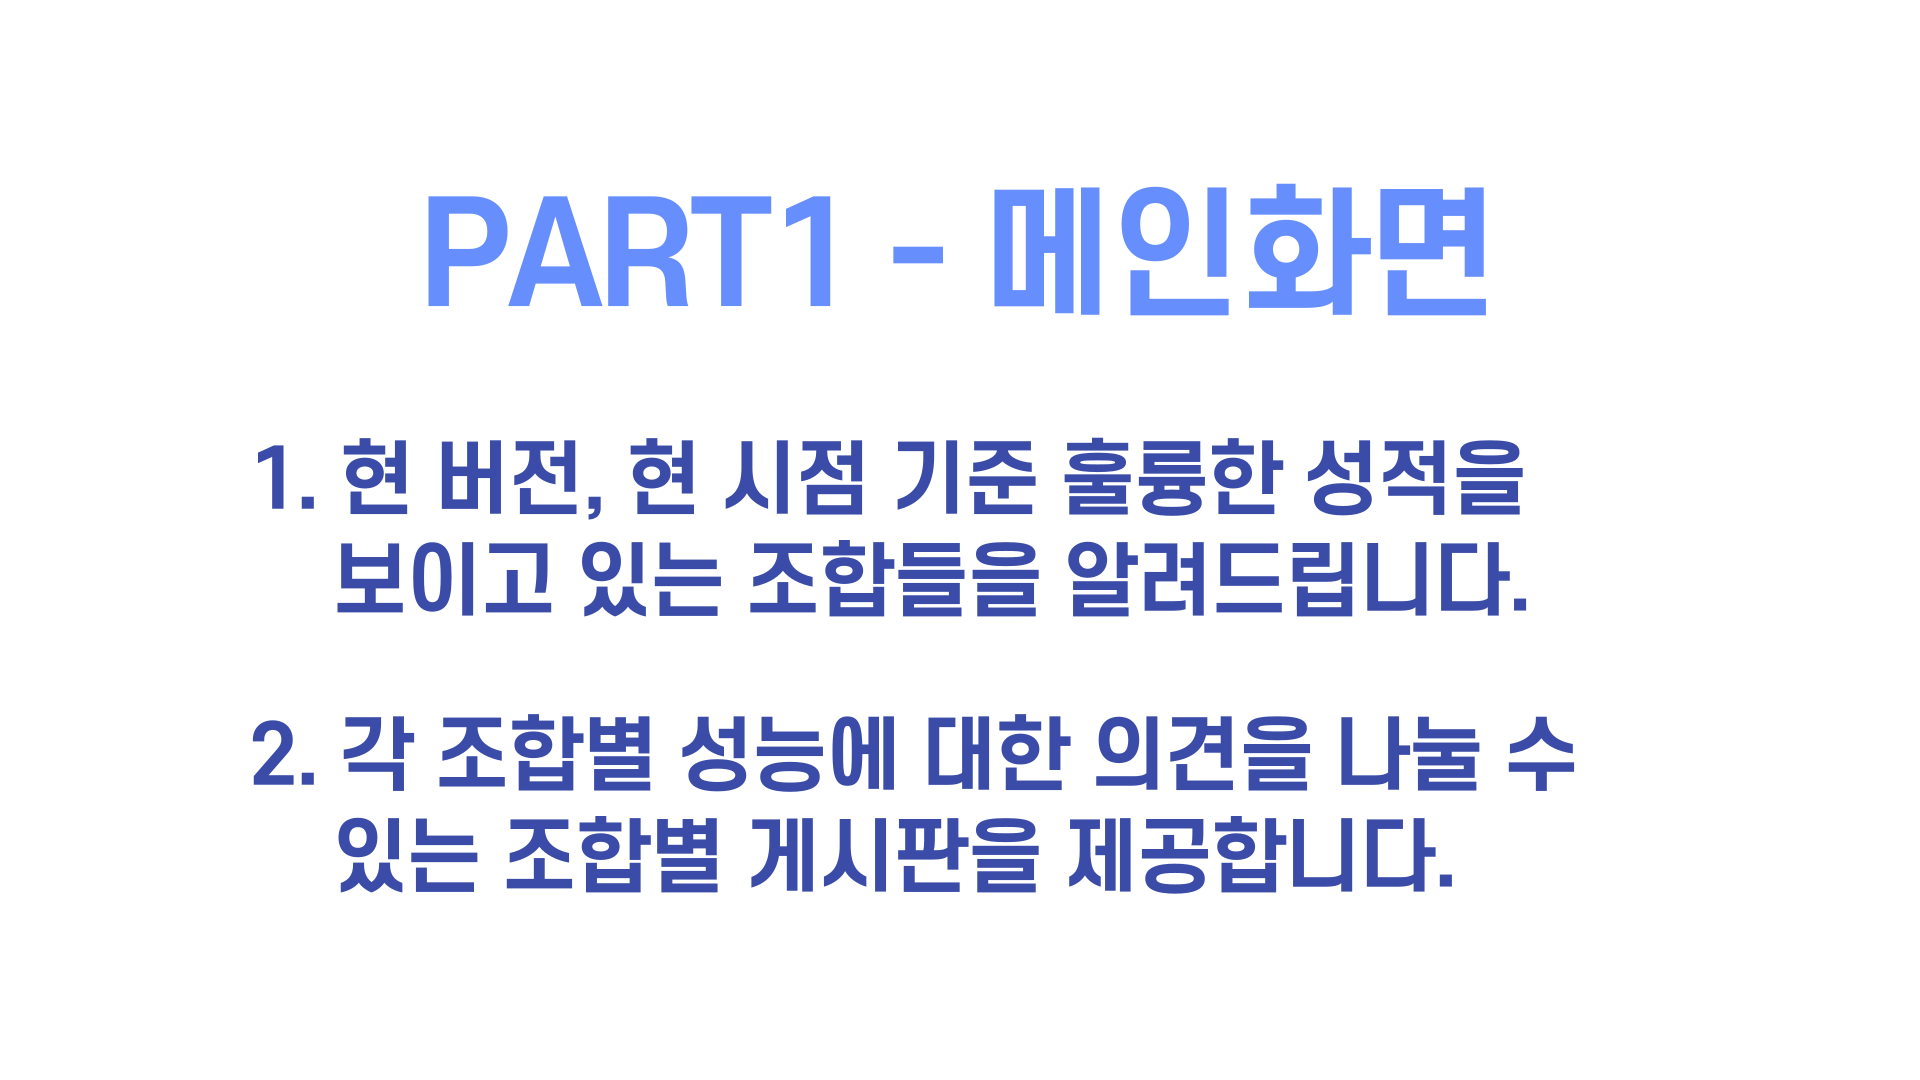 PART1 - 메인화면
1. 현 버전, 현 시점 기준 훌륭한 성적을
보이고 있는 조합들을 알려드립니다.
2. 각 조합별 성능에 대한 의견을 나눌 수
있는 조합별 게시판을 제공합니다.